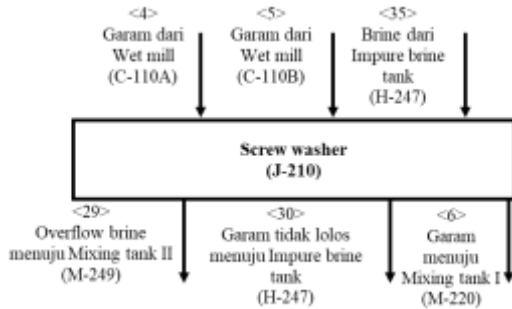 <4>
Garam dari
Wet mill
(C-110A)
<5>
Garam dari
Wet mill
(C-110B)
<35>
Brine dari
Impure brine
tank
(H-247)
Screw washer
(J-210)
<29>
Overflow brine
menuju Mixing tank II
(M-249)
<30>
Garam tidak lolos
menuju Impure brine
tank
(H-247)
<6>
Garam
menuju
Mixing tank I
(M-220)